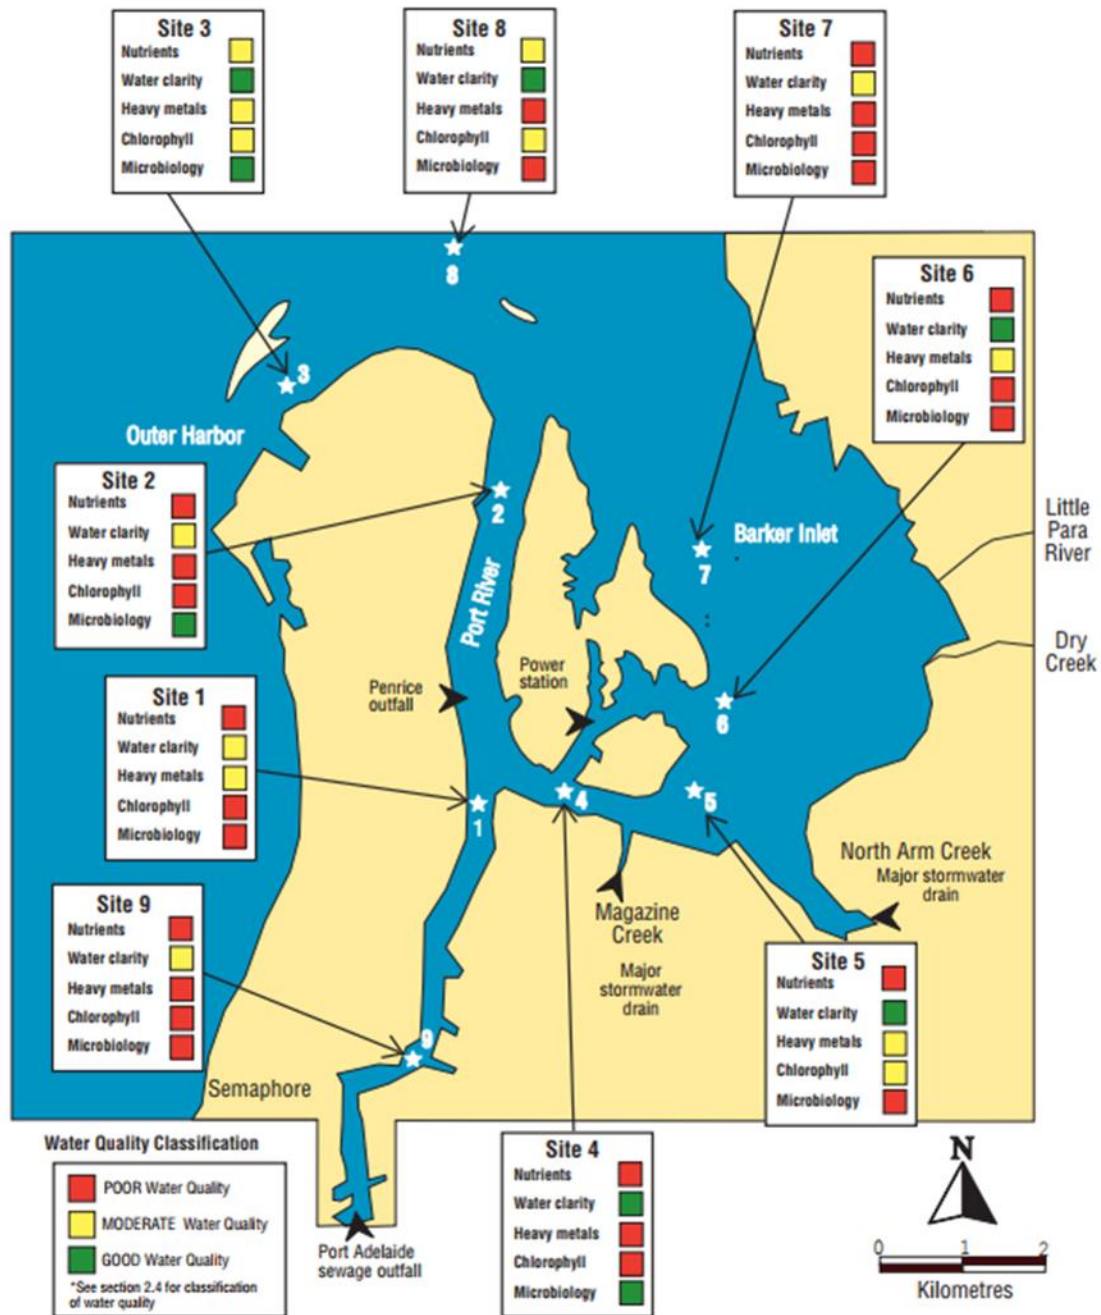 Site 3
Nutrients
Water clarity
Heavy metals
Chlorophyll
Microbiology
Site 8
Nutrients
Water clarity
Heavy metals
Chlorophyll
Microbiology
Site 7
Nutrients
Water clarity
Heavy metals
Chlorophyll
Microbiology
Site 6
Nutrients
Water clarity
Heavy metals
Chlorophyll
Microbiology
8
3
Outer Harbor
Site 2
Nutrients
Water clarity
Heavy metals
Chlorophyll
Microbiology
2
Port River
Barker Inlet
7
Little
Para
River
Dry
Creek
Power
station
Penrice
outfall
6
Site 1
Nutrients
Water clarity
Heavy metals
Chlorophyll
Microbiology
1
4
5
North Arm Creek
Major stormwater
drain
Magazine
Creek
Major
stormwater
drain
Site 9
Nutrients
Water clarity
Heavy metals
Chlorophyll
Microbiology
9
Semaphore
Site 5
Nutrients
Water clarity
Heavy metals
Chlorophyll
Microbiology
Water Quality Classification
POOR Water Quality
MODERATE Water Quality
GOOD Water Quality
*See section 2.4 for classification
of water quality
Port Adelaide
sewage outfall
Site 4
Nutrients
Water clarity
Heavy metals
Chlorophyll
Microbiology
N
0 1 2
Kilometres